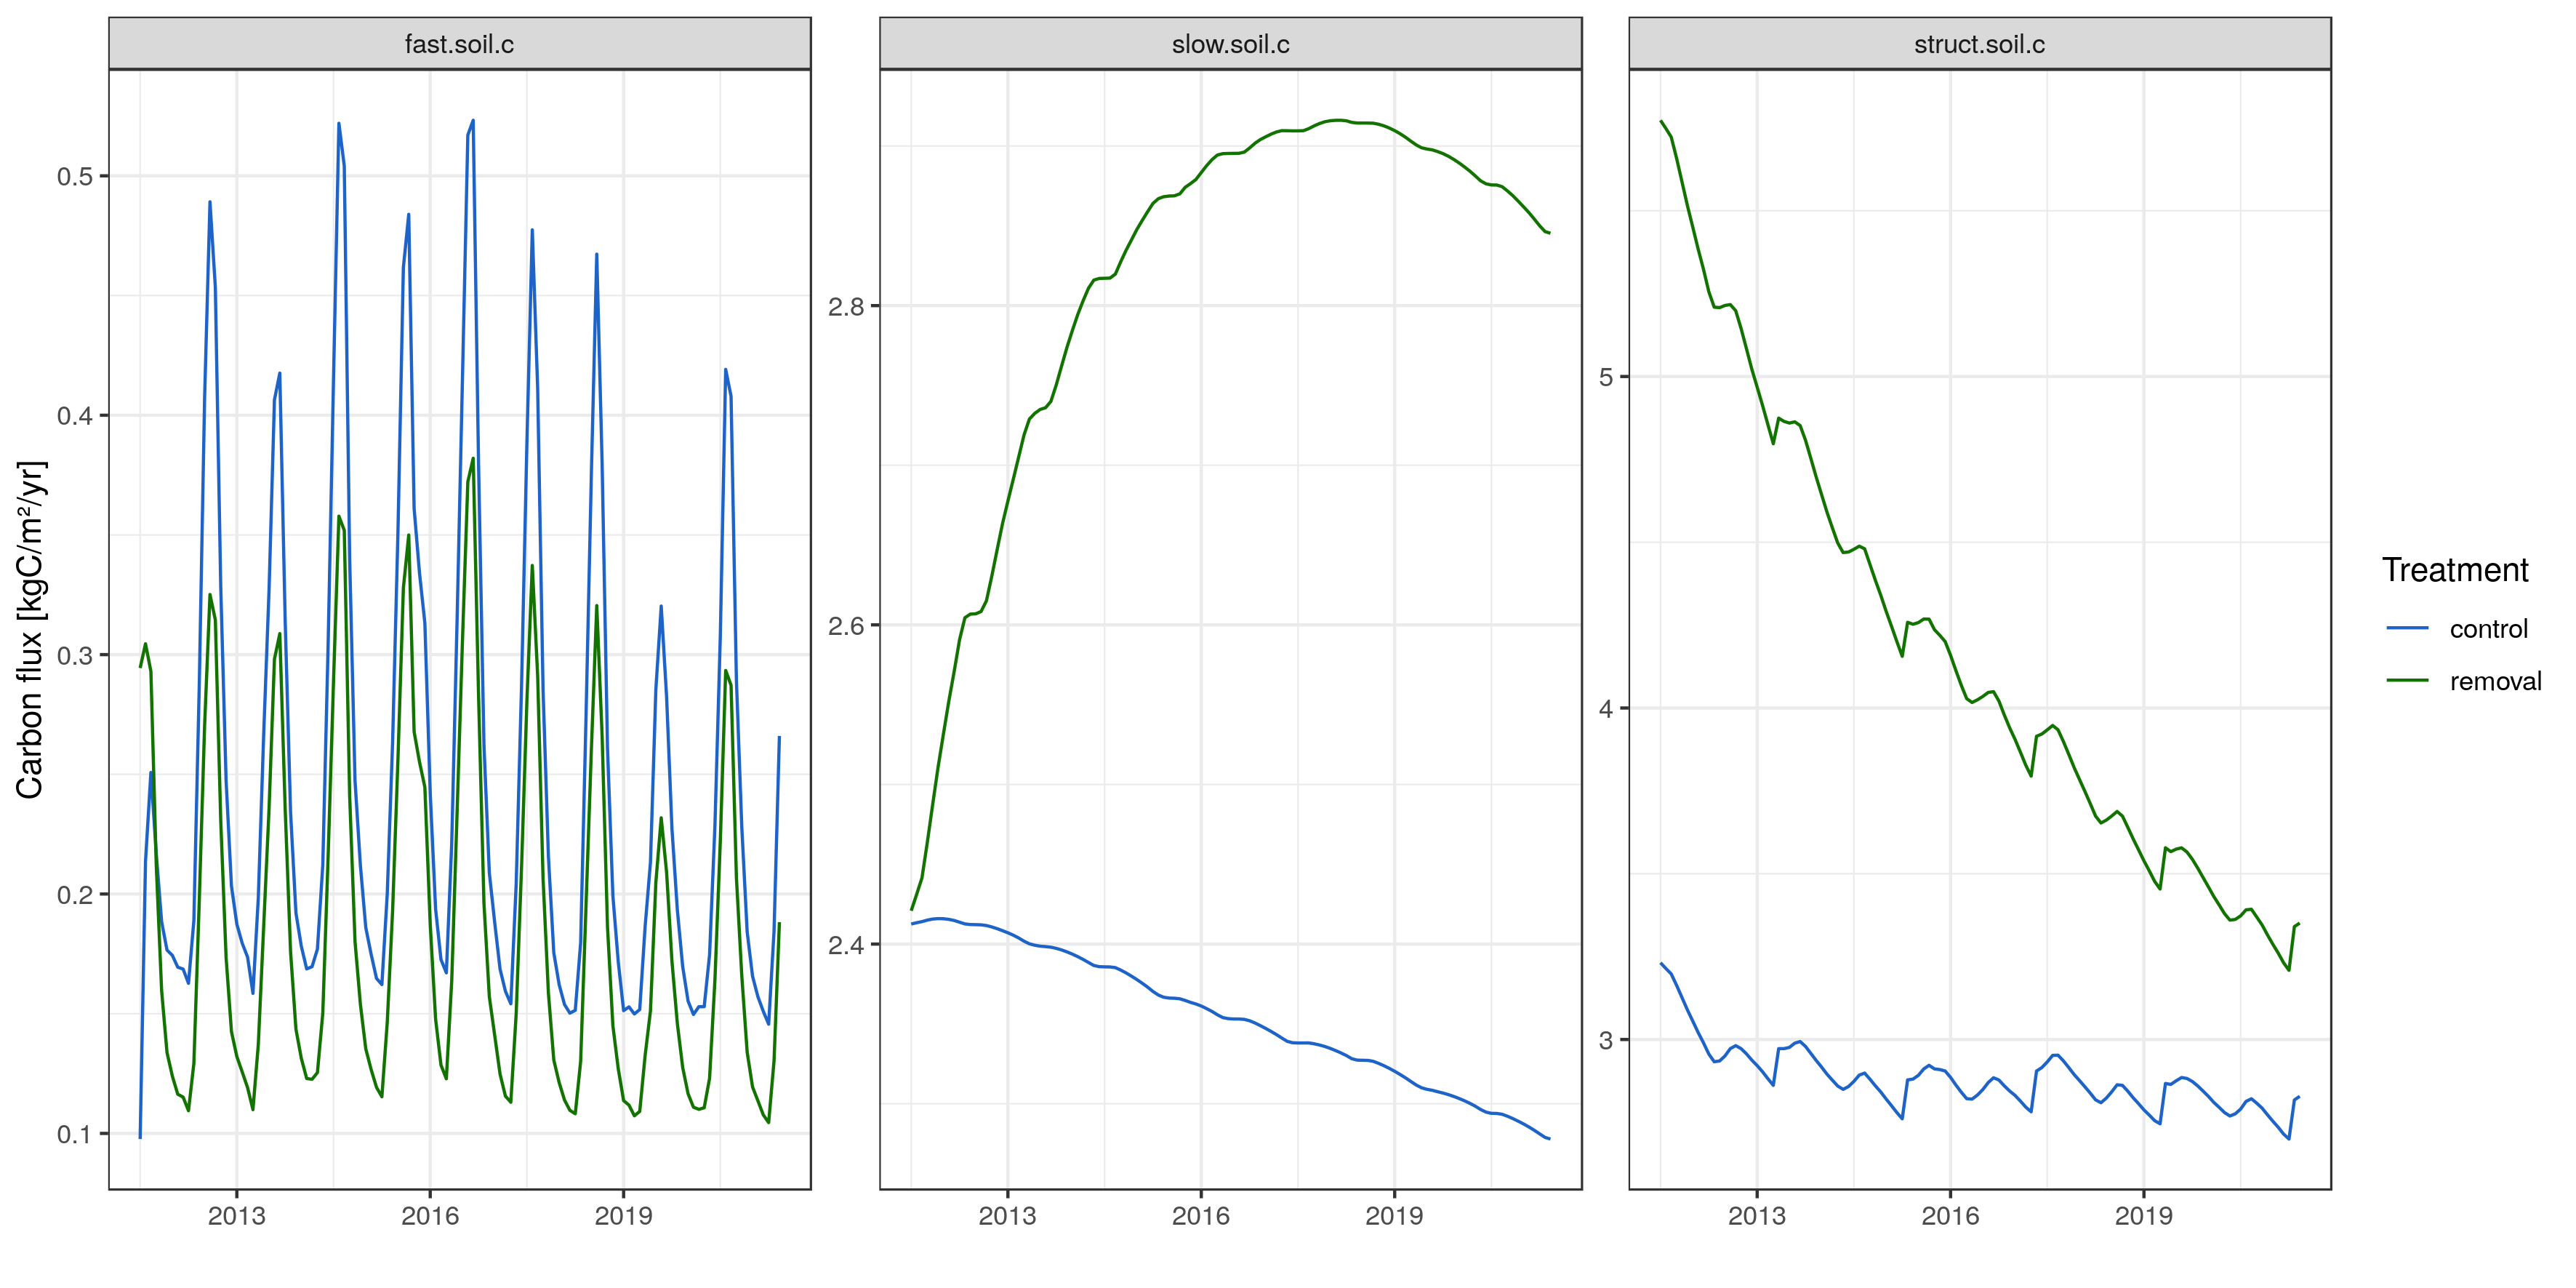 fast.soil.c
slow.soil.c
struct.soil.c
Carbon flux [kgC/m²/yr]
0.5
0.4
0.3
0.2
0.1
2.8
2.6
2.4
5
4
3
2013
2016
2019
2013
2016
2019
2013
2016
2019
Treatment
control
removal